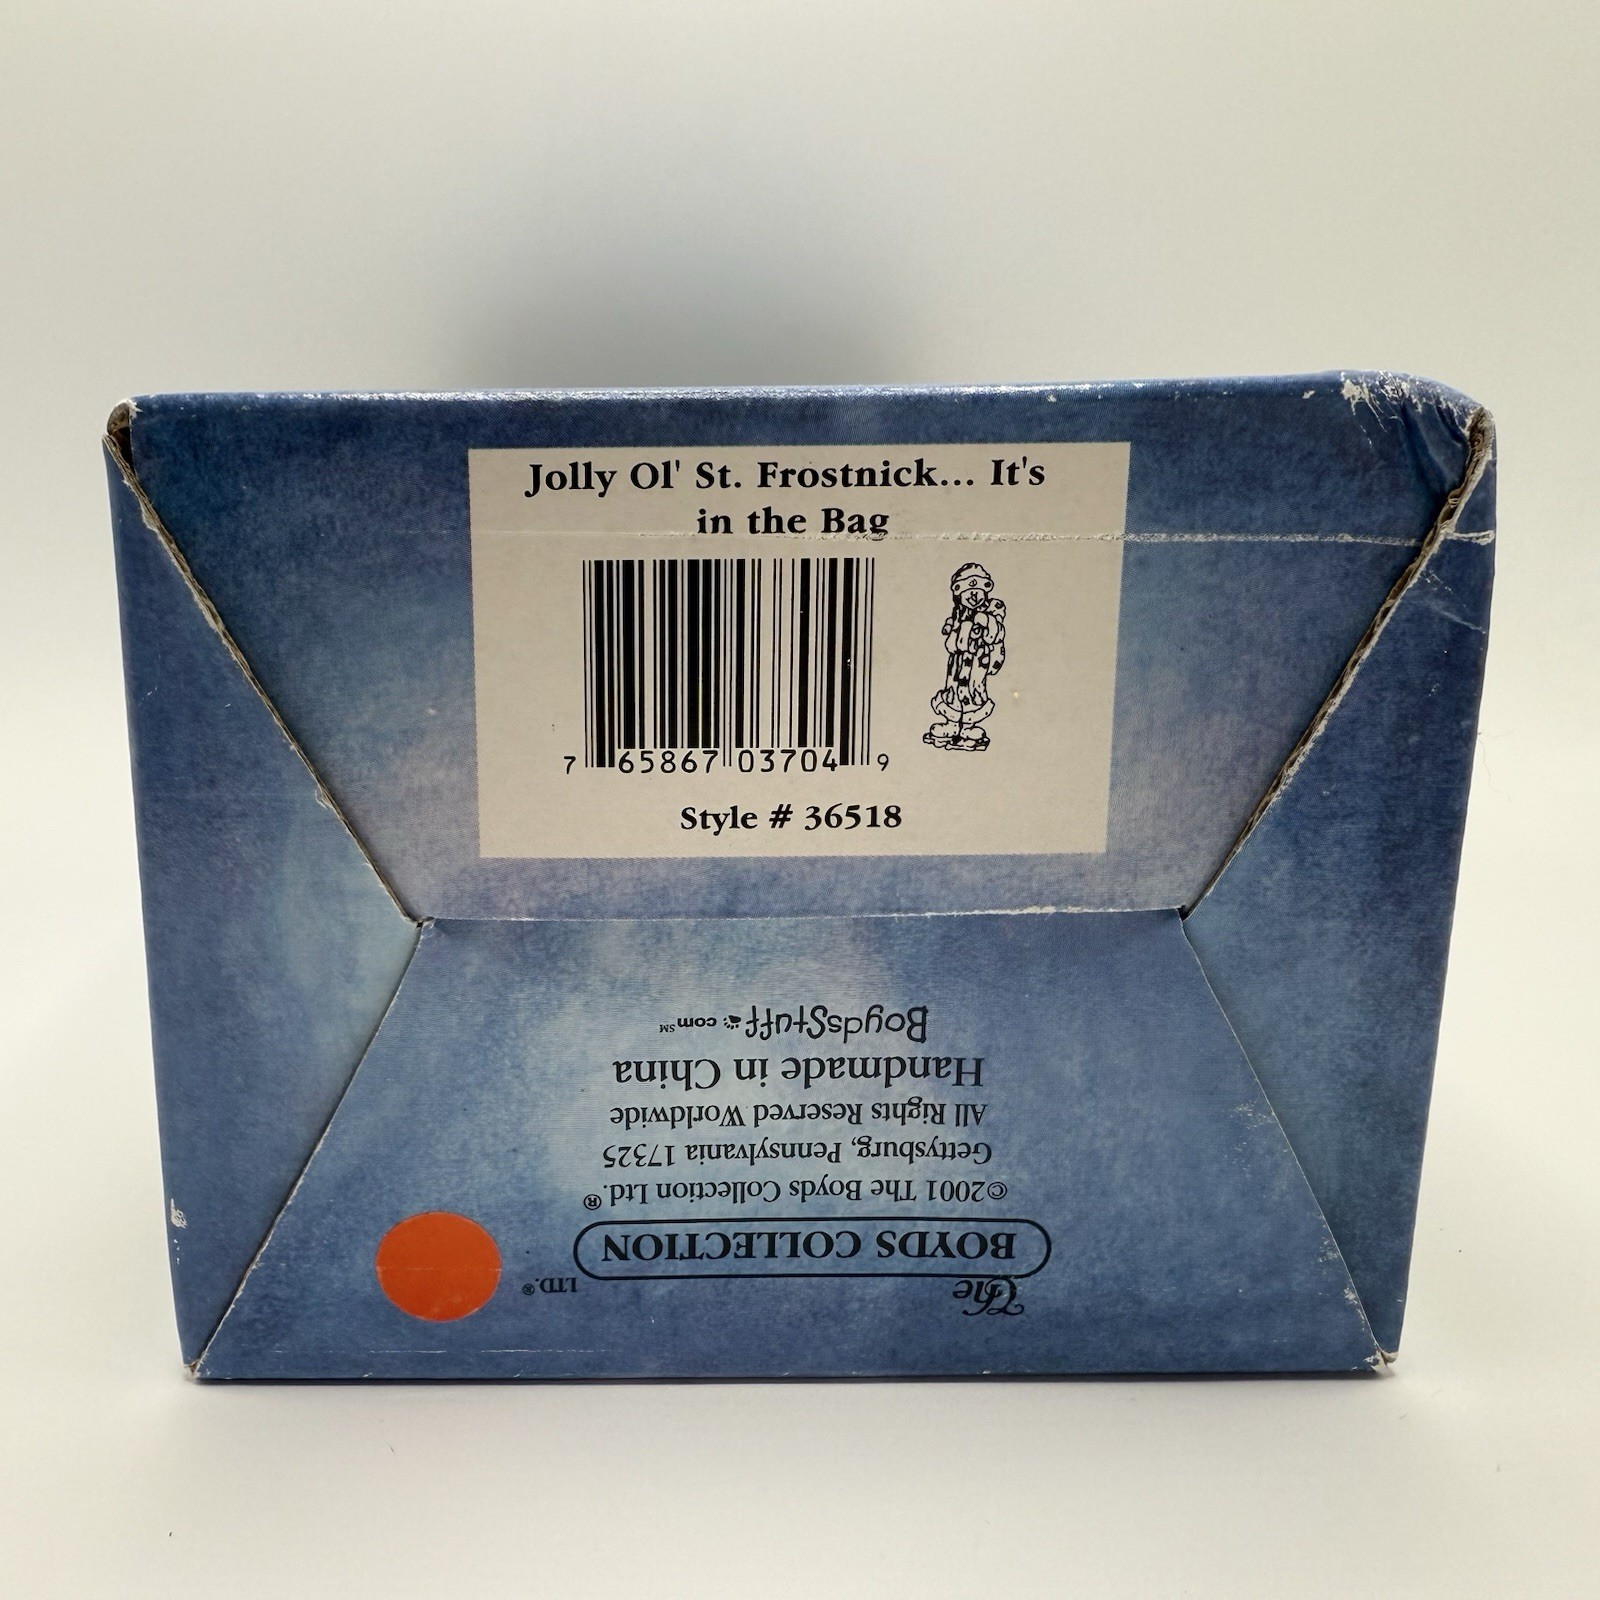 Jolly Ol' St. Frostnick... It's
in the Bag
7 65867 03704 9
Style # 36518
The
BOYDS COLLECTION
LTD.®
©2001 The Boyds Collection Ltd.®
Gettysburg, Pennsylvania 17325
All Rights Reserved Worldwide
Handmade in China
BoydsStuff.com℠